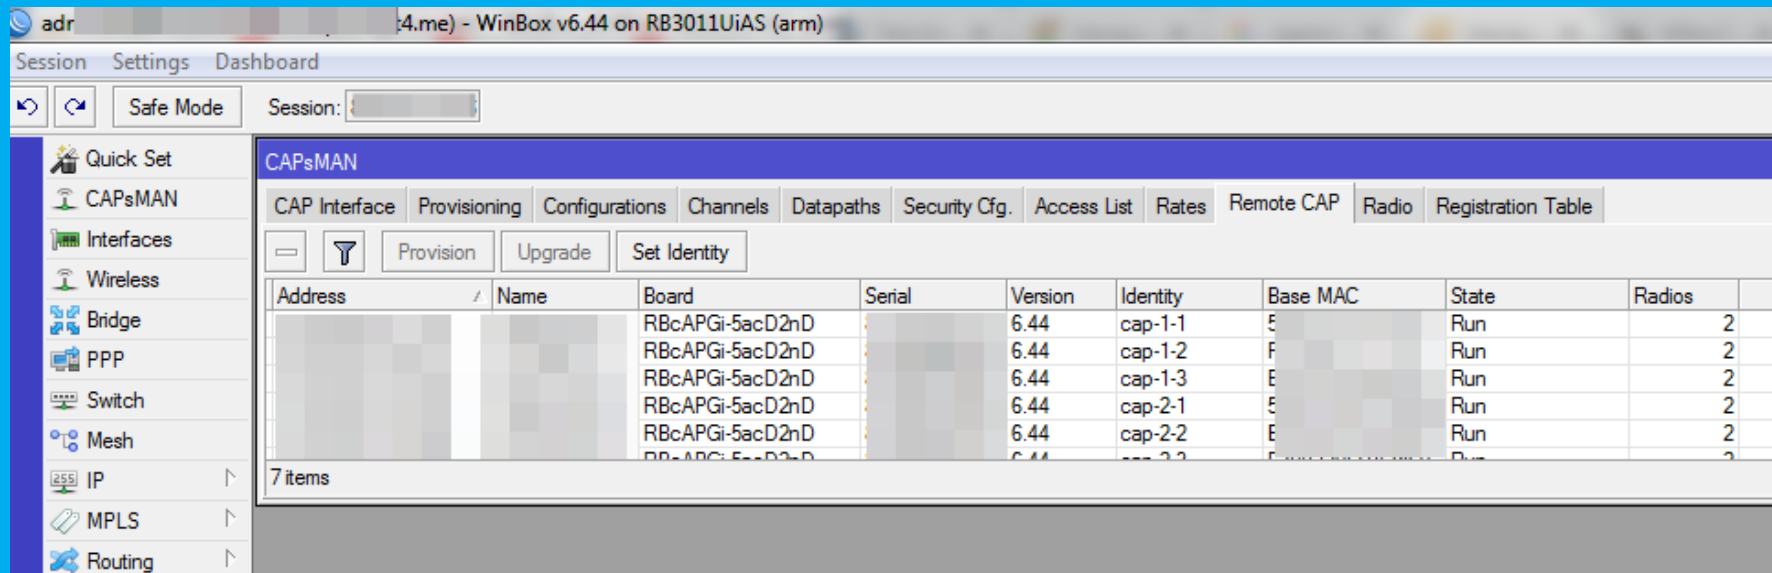 adr 4.me) - WinBox v6.44 on RB3011UiAS (arm)
Session Settings Dashboard
Safe Mode Session:
Quick Set
CAPsMAN
Interfaces
Wireless
Bridge
PPP
Switch
Mesh
255 IP
MPLS
Routing
CAPsMAN
CAP Interface Provisioning Configurations Channels Datapaths Security Cfg. Access List Rates Remote CAP Radio Registration Table
Provision Upgrade Set Identity
Address Name Board Serial Version Identity Base MAC State Radios
RBcAPGi-5acD2nD 6.44 cap-1-1 Run 2
RBcAPGi-5acD2nD 6.44 cap-1-2 Run 2
RBcAPGi-5acD2nD 6.44 cap-1-3 Run 2
RBcAPGi-5acD2nD 6.44 cap-2-1 Run 2
RBcAPGi-5acD2nD 6.44 cap-2-2 Run 2
7 items